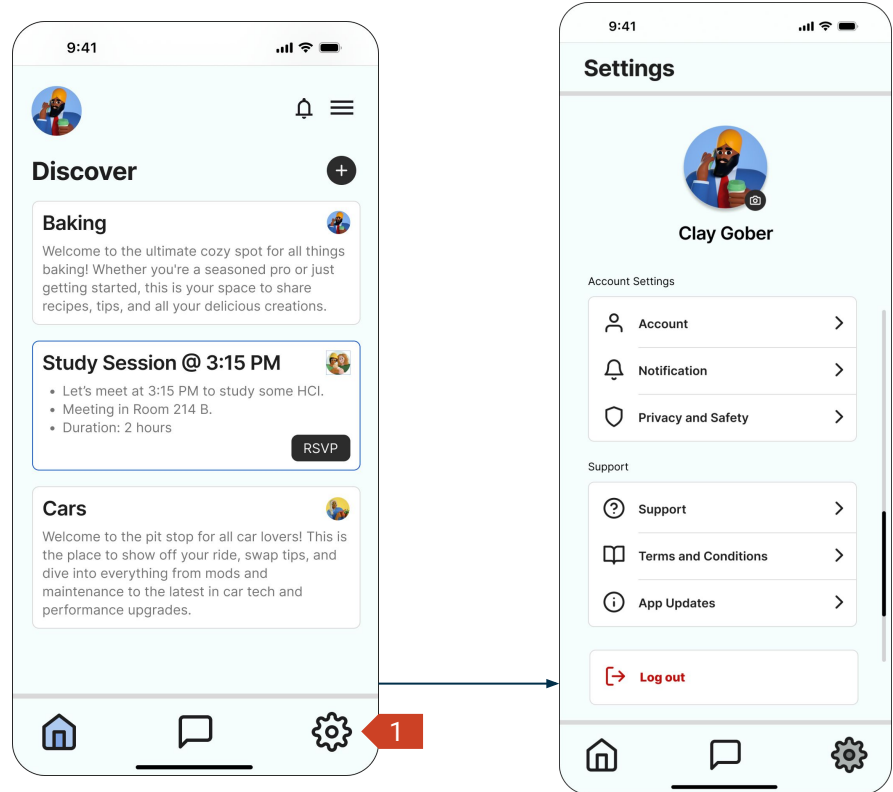 9:41
Discover
Baking
Welcome to the ultimate cozy spot for all things
baking! Whether you're a seasoned pro or just
getting started, this is your space to share
recipes, tips, and all your delicious creations.
Study Session @ 3:15 PM
• Let's meet at 3:15 PM to study some HCI.
• Meeting in Room 214 B.
• Duration: 2 hours
RSVP
Cars
Welcome to the pit stop for all car lovers! This is
the place to show off your ride, swap tips, and
dive into everything from mods and
maintenance to the latest in car tech and
performance upgrades.
1
9:41
Settings
Clay Gober
Account Settings
Account
Notification
Privacy and Safety
Support
Support
Terms and Conditions
App Updates
Log out